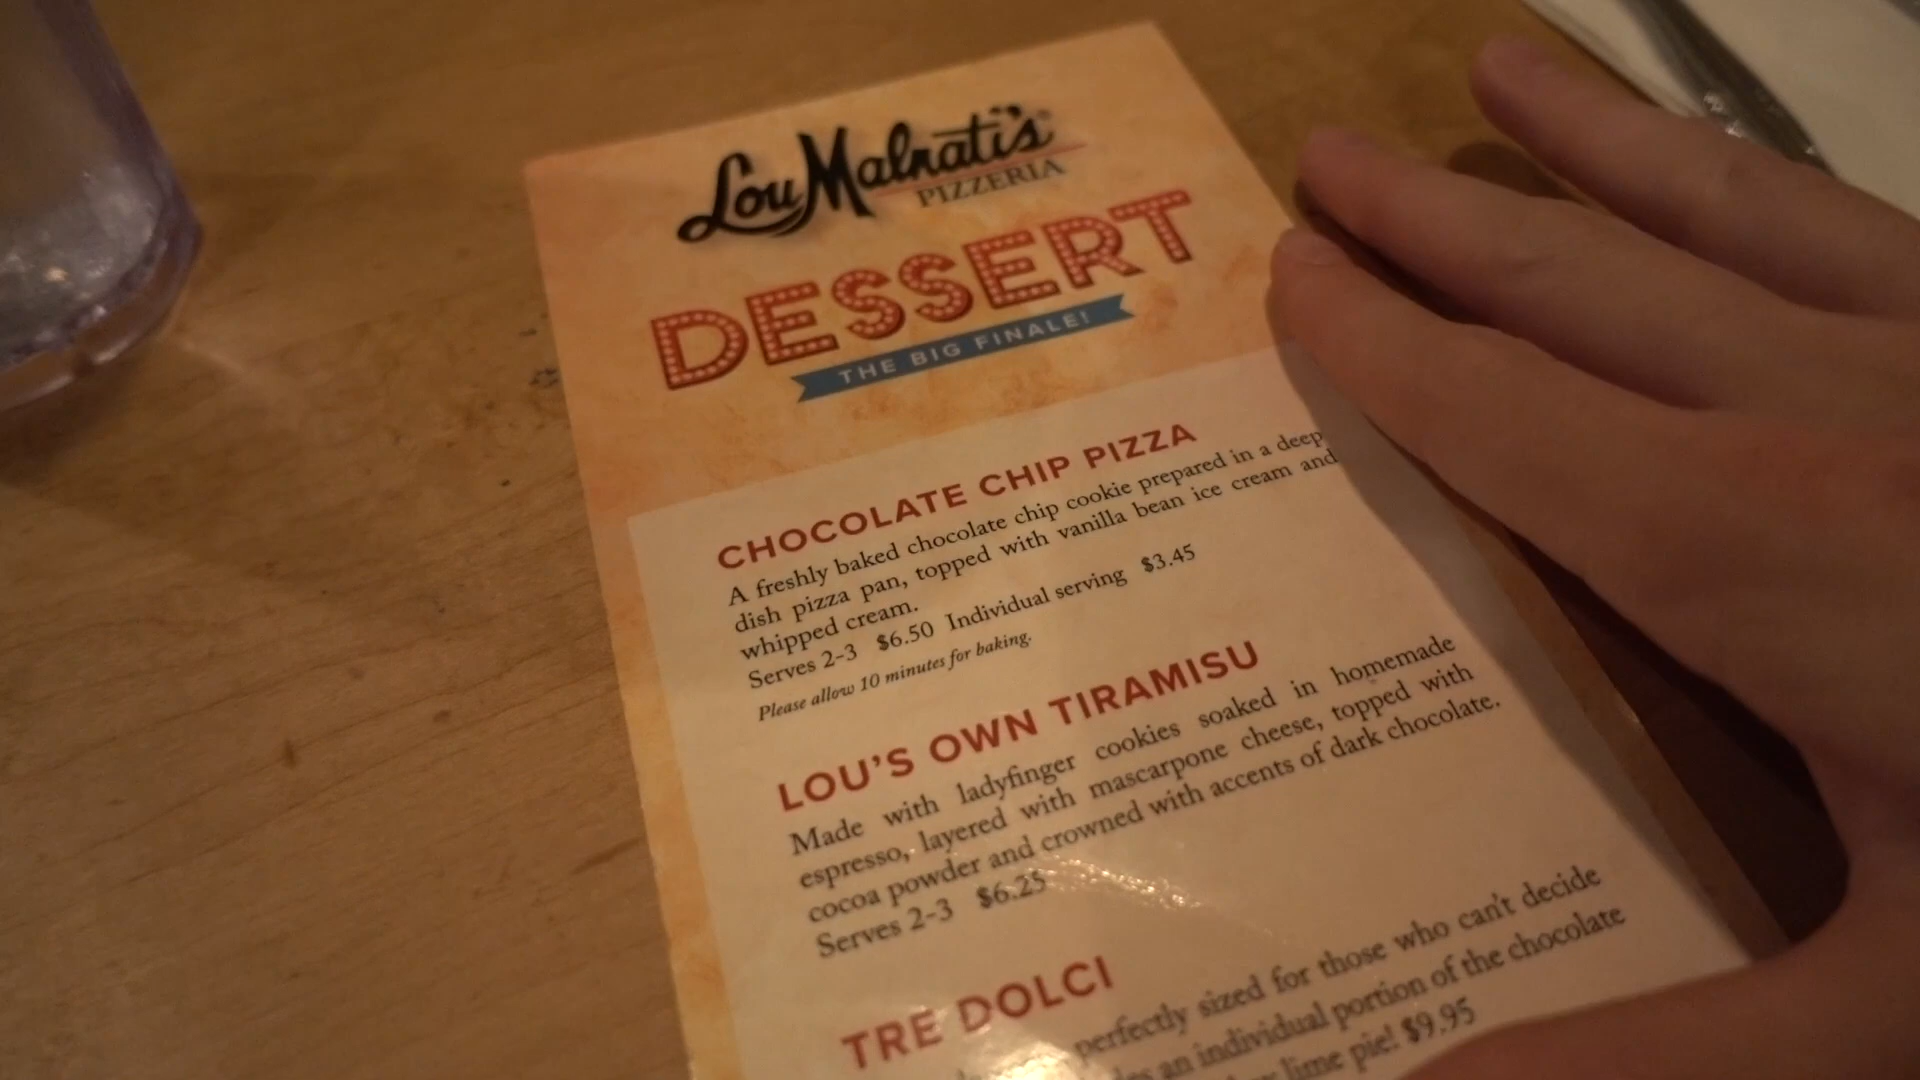 Lou Malnati's
PIZZERIA
DESSERT
THE BIG FINALE!
CHOCOLATE CHIP PIZZA
A freshly baked chocolate chip cookie prepared in a deep
dish pizza pan, topped with vanilla bean ice cream and
whipped cream.
Serves 2-3 $6.50 Individual serving $3.45
Please allow 10 minutes for baking.
LOU'S OWN TIRAMISU
Made with ladyfinger cookies soaked in homemade
espresso, layered with mascarpone cheese, topped with
cocoa powder and crowned with accents of dark chocolate.
Serves 2-3 $6.25
TRE DOLCI
perfectly sized for those who can't decide
an individual portion of the chocolate
lime pie! $9.95